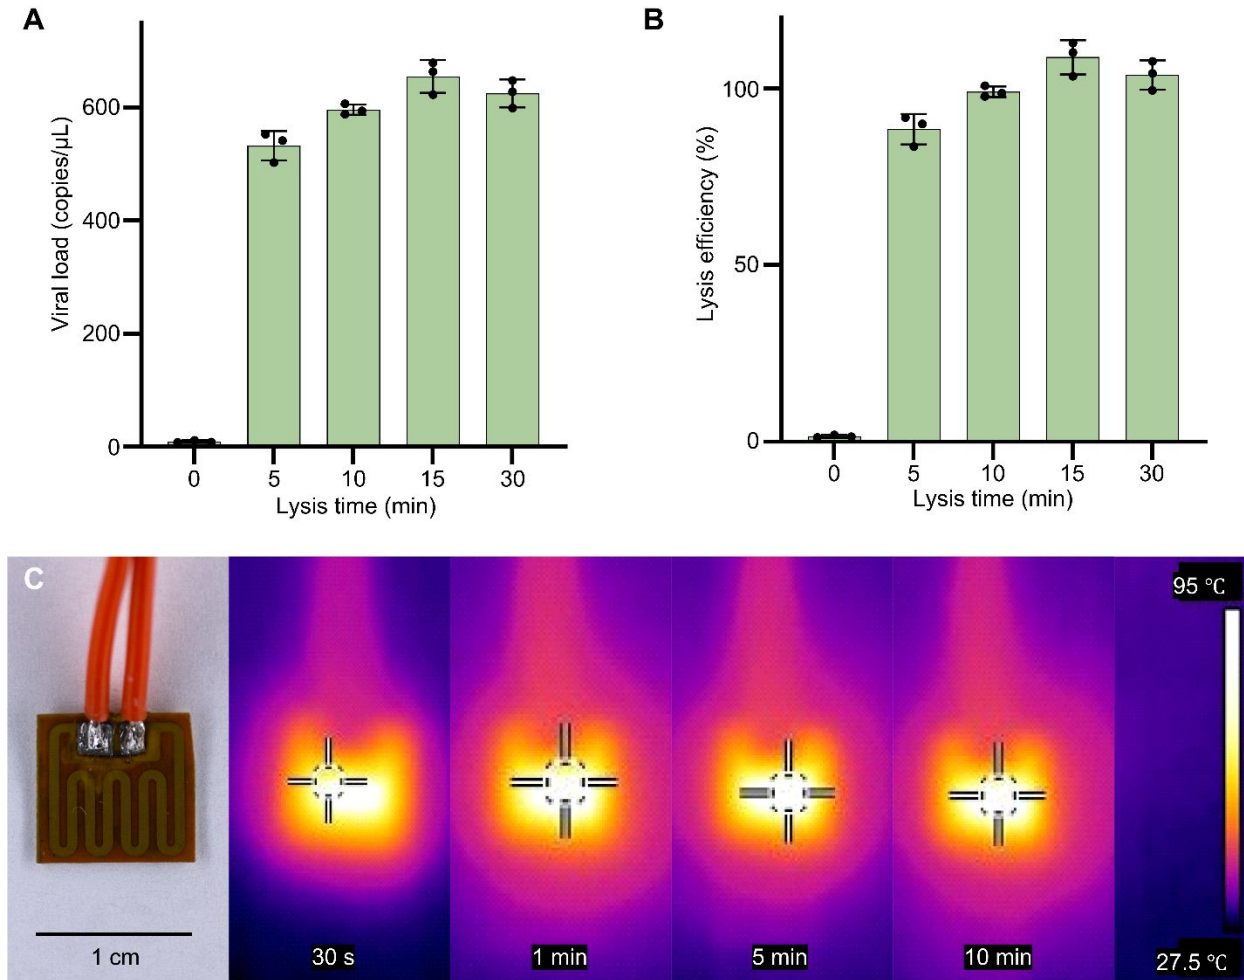 A
Viral load (copies/µL)
600
400
200
0
0 5 10 15 30
Lysis time (min)
B
Lysis efficiency (%)
100
50
0
0 5 10 15 30
Lysis time (min)
C
1 cm
30 s
1 min
5 min
10 min
95 °C
27.5 °C